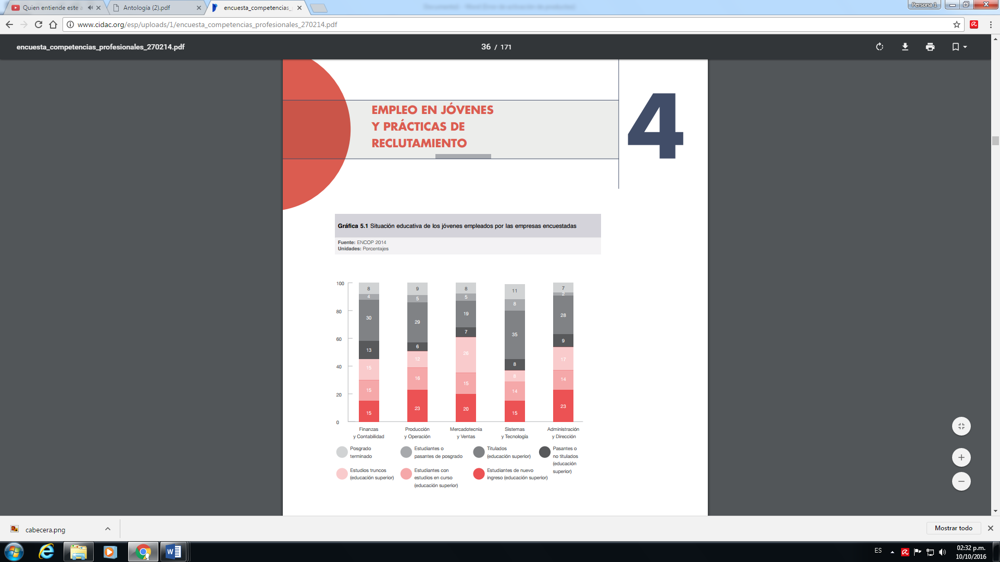 Quien entiende este a
Antología (2).pdf
encuesta_competencias_
Persona 1
www.cidac.org/esp/uploads/1/encuesta_competencias_profesionales_270214.pdf
encuesta_competencias_profesionales_270214.pdf
36 / 171
EMPLEO EN JÓVENES
Y PRÁCTICAS DE
RECLUTAMIENTO
4
Gráfica 5.1 Situación educativa de los jóvenes empleados por las empresas encuestadas
Fuente: ENCOP 2014
Unidades: Porcentajes
100
80
60
40
20
0
8
4
30
13
15
15
15
9
5
29
6
12
16
23
8
5
19
7
26
15
20
11
8
35
8
8
14
15
7
2
28
9
17
14
23
Finanzas
y Contabilidad
Producción
y Operación
Mercadotecnia
y Ventas
Sistemas
y Tecnología
Administración
y Dirección
Posgrado
terminado
Estudiantes o
pasantes de posgrado
Titulados
(educación superior)
Pasantes o
no titulados
(educación
superior)
Estudios truncos
(educación superior)
Estudiantes con
estudios en curso
(educación superior)
Estudiantes de nuevo
ingreso (educación superior)
cabecera.png
Mostrar todo
ES
02:32 p.m.
10/10/2016